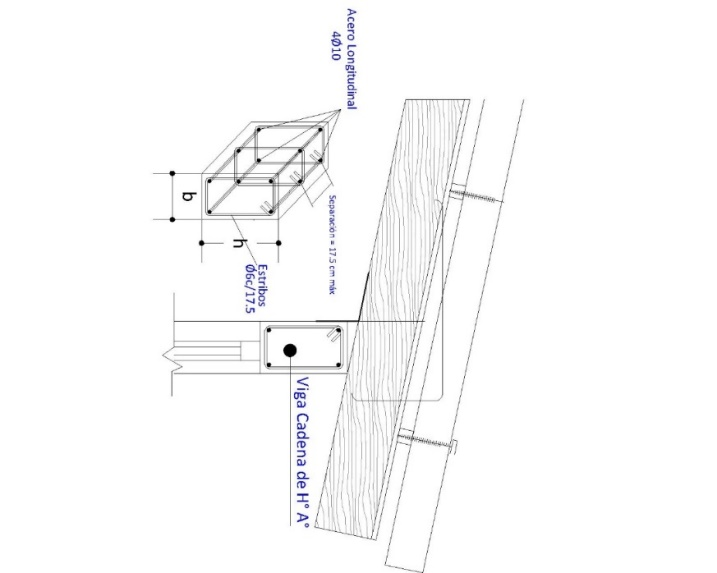 Acero Longitudinal
4Ø10
Separación = 17.5 cm máx
b
h
Estribos
Ø6c/17.5
Viga Cadena de H° A°